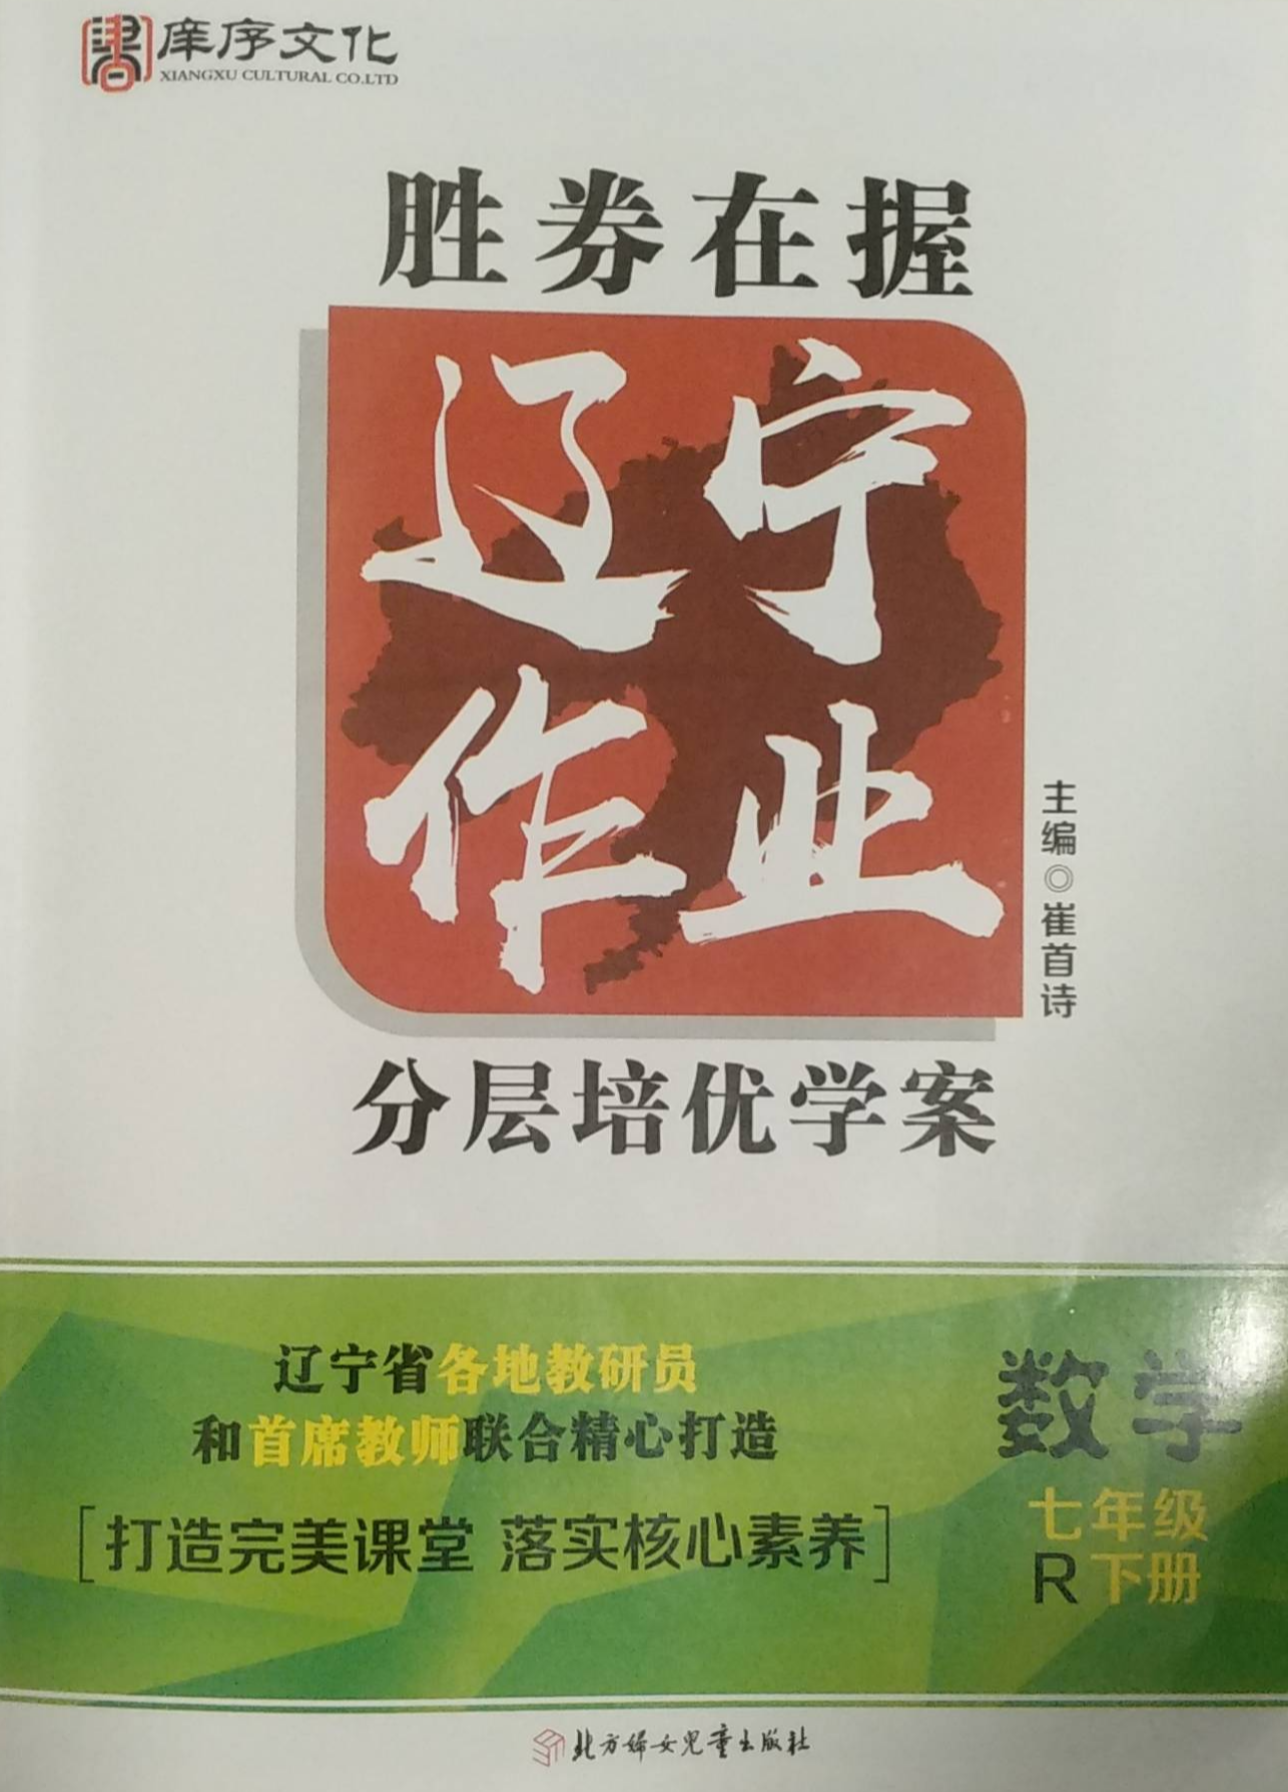 庠序文化
XIANGXU CULTURAL CO.LTD
胜券在握
辽宁
作业
主编◎崔首诗
分层培优学案
辽宁省各地教研员
和首席教师联合精心打造
[打造完美课堂 落实核心素养]
数学
七年级
R 下册
北方妇女儿童出版社